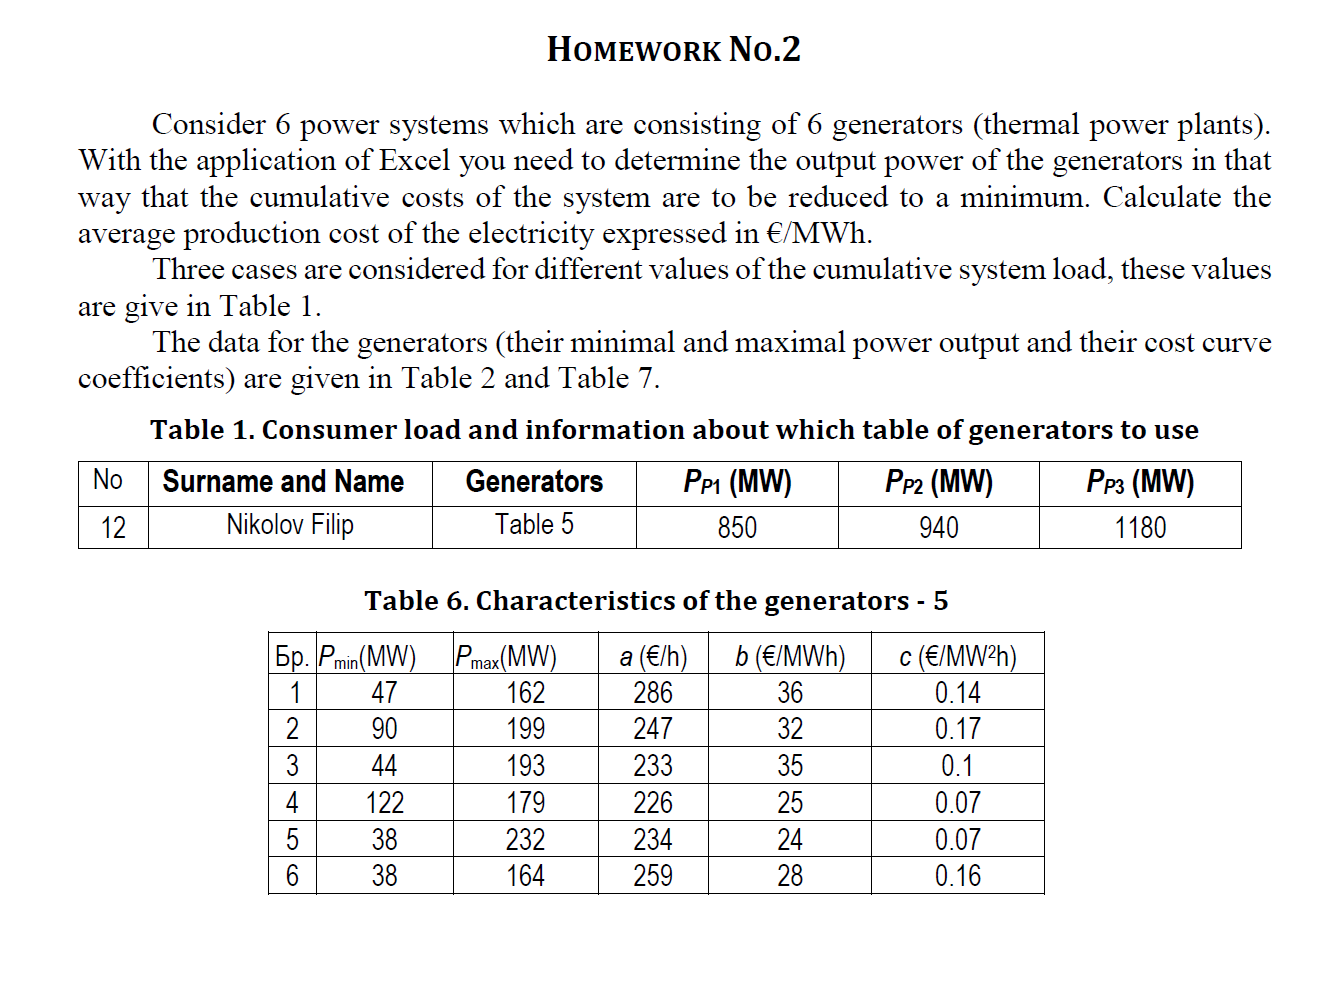 HOMEWORK NO.2
Consider 6 power systems which are consisting of 6 generators (thermal power plants).
With the application of Excel you need to determine the output power of the generators in that
way that the cumulative costs of the system are to be reduced to a minimum. Calculate the
average production cost of the electricity expressed in €/MWh.
Three cases are considered for different values of the cumulative system load, these values
are give in Table 1.
The data for the generators (their minimal and maximal power output and their cost curve
coefficients) are given in Table 2 and Table 7.
Table 1. Consumer load and information about which table of generators to use
No Surname and Name Generators PP1 (MW) PP2 (MW) PP3 (MW)
12 Nikolov Filip Table 5 850 940 1180
Table 6. Characteristics of the generators - 5
Бр. Pmin(MW) Pmax(MW) a (€/h) b (€/MWh) c (€/MW²h)
1 47 162 286 36 0.14
2 90 199 247 32 0.17
3 44 193 233 35 0.1
4 122 179 226 25 0.07
5 38 232 234 24 0.07
6 38 164 259 28 0.16